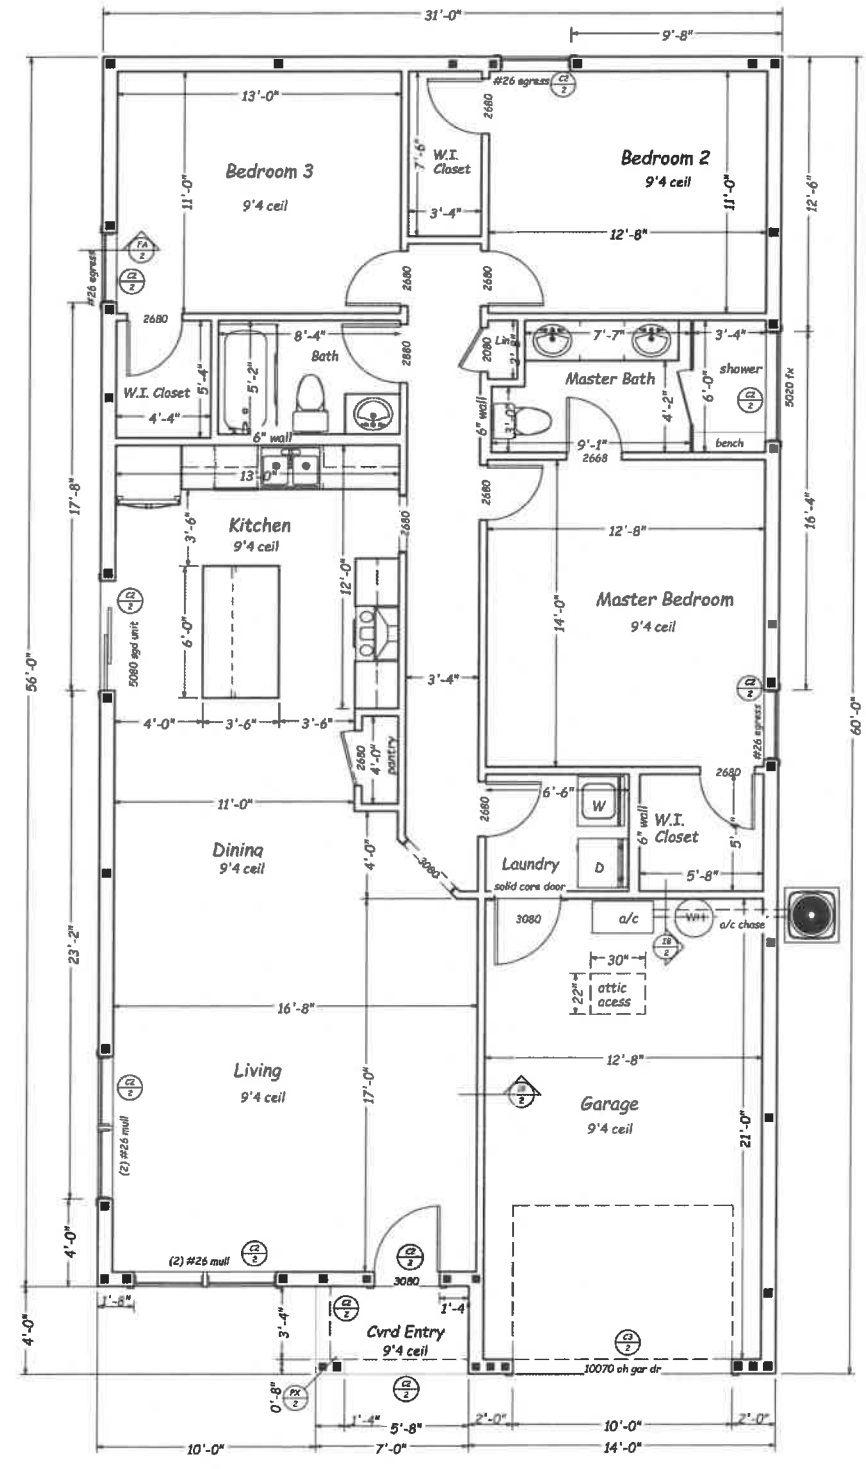 31'-0"
9'-8"
#26 egress
C2
2
13'-0"
2680
Bedroom 3
9'4 ceil
11'-0"
7'-6"
W.I.
Closet
3'-4"
Bedroom 2
9'4 ceil
11'-0"
12'-8"
12'-6"
FA
2
C2
2
#26 egress
2680
2680
2680
8'-4"
Bath
2880
5'-4"
5'-2"
W.I. Closet
4'-4"
6" wall
2080
Lin
7'-7"
3'-4"
Master Bath
shower
C2
2
5020 fx
6'-0"
4'-2"
6" wall
3'-0"
9'-1"
bench
2668
13'-0"
17'-8"
3'-6"
Kitchen
9'4 ceil
12'-0"
2680
2680
12'-8"
16'-4"
C2
2
5080 sgd unit
6'-0"
14'-0"
Master Bedroom
9'4 ceil
56'-0"
60'-0"
3'-4"
C2
2
#26 egress
4'-0"
3'-6"
3'-6"
2680
4'-0"
pantry
11'-0"
2680
6'-6"
W
2680
6" wall
W.I.
Closet
5'-8"
Dining
9'4 ceil
4'-0"
3080
Laundry
solid core door
D
3080
a/c
WH
a/c chase
1B
2
30"
22"
attic
acess
23'-2"
16'-8"
12'-8"
Living
9'4 ceil
17'-0"
C2
2
(2) #26 mull
2
Garage
9'4 ceil
21'-0"
4'-0"
(2) #26 mull
C2
2
C2
2
3080
1'-8"
4'-0"
3'-4"
C2
2
1'-4"
Cvrd Entry
9'4 ceil
C3
2
10070 oh gar dr
0'-8"
PX
2
C2
2
1'-4"
5'-8"
2'-0"
10'-0"
2'-0"
10'-0"
7'-0"
14'-0"